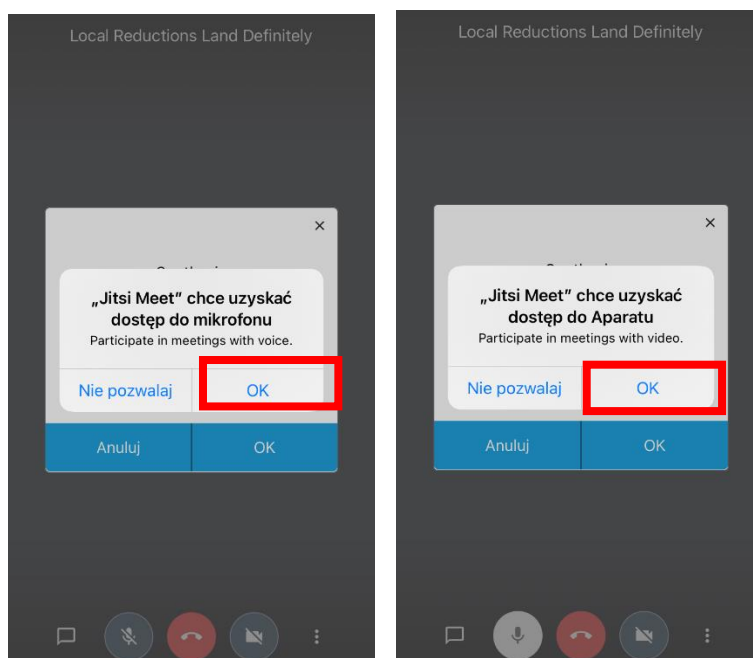 Local Reductions Land Definitely
„Jitsi Meet” chce uzyskać
dostęp do mikrofonu
Participate in meetings with voice.
Nie pozwalaj
OK
Anuluj
OK
Local Reductions Land Definitely
„Jitsi Meet” chce uzyskać
dostęp do Aparatu
Participate in meetings with video.
Nie pozwalaj
OK
Anuluj
OK